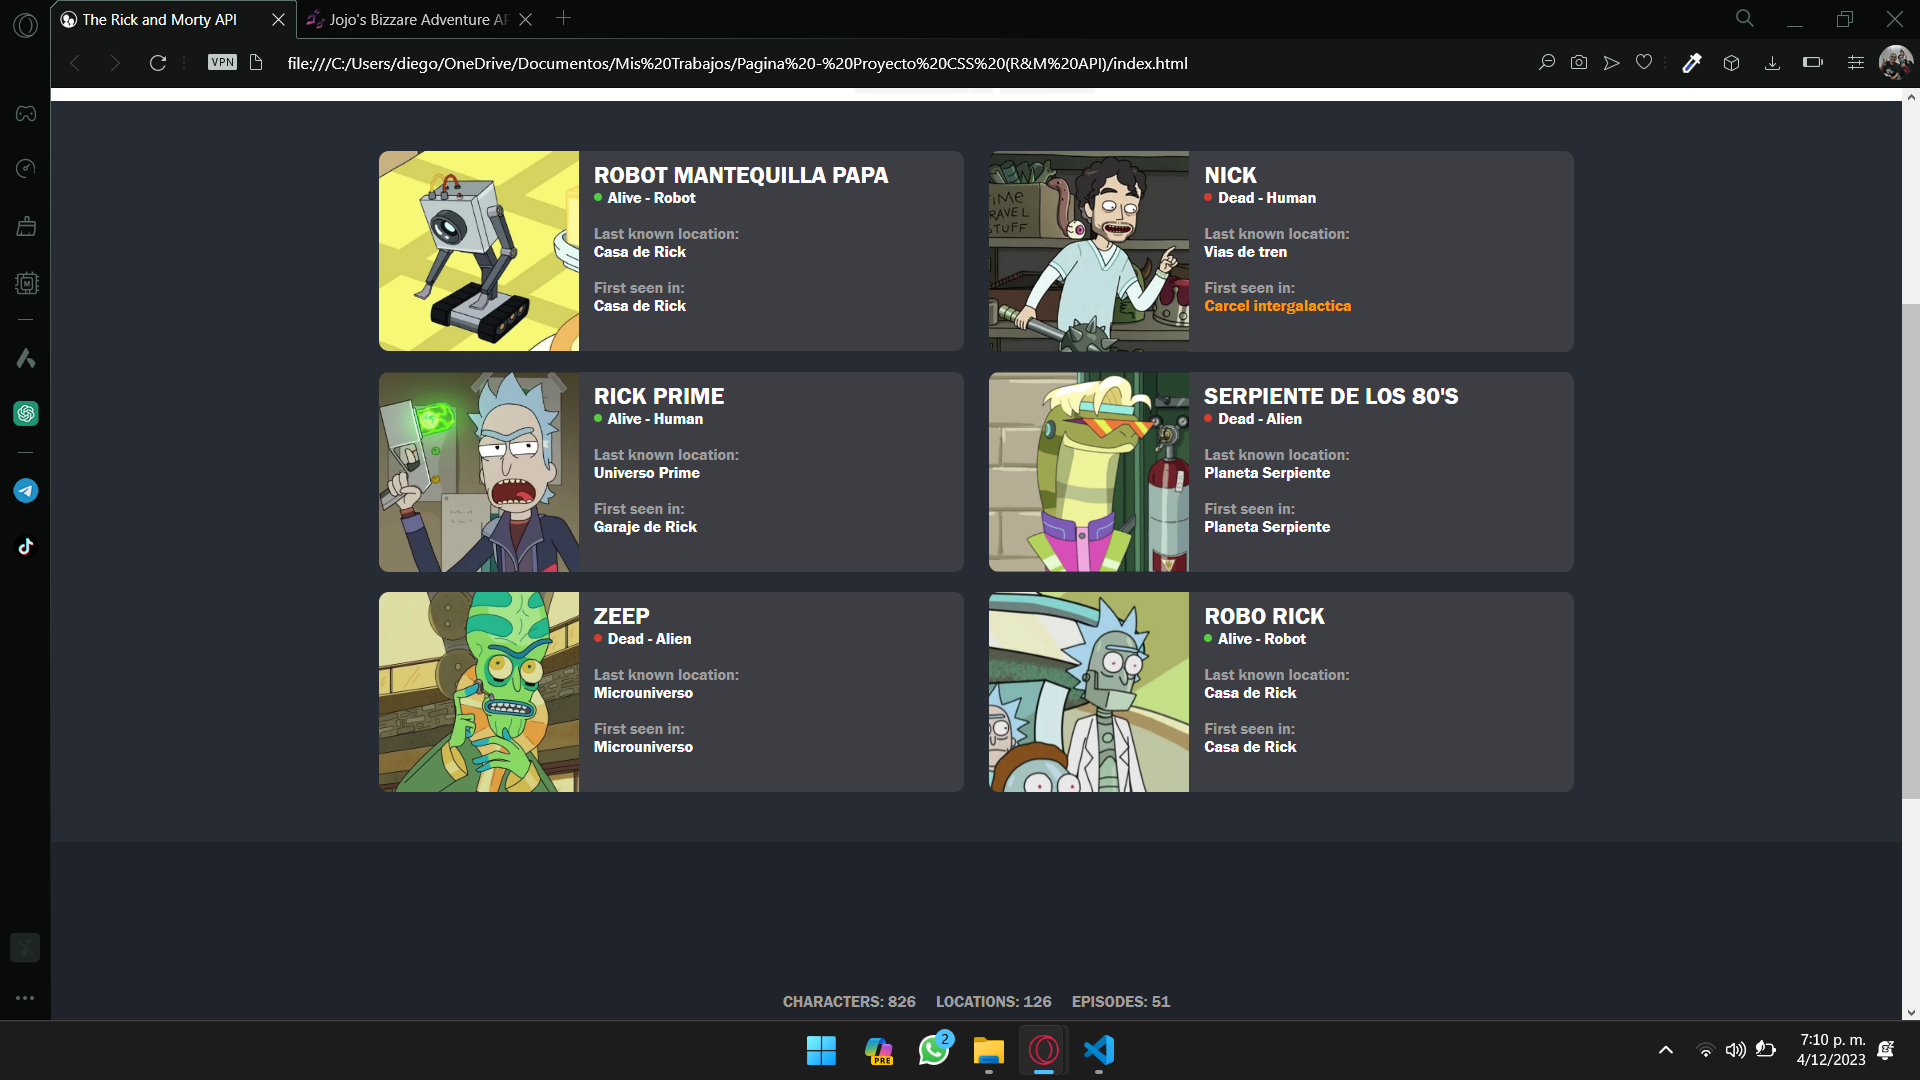 The Rick and Morty API
Jojo's Bizzare Adventure AP
VPN
file:///C:/Users/diego/OneDrive/Documentos/Mis%20Trabajos/Pagina%20-%20Proyecto%20CSS%20(R&M%20API)/index.html
ROBOT MANTEQUILLA PAPA
Alive - Robot
Last known location:
Casa de Rick
First seen in:
Casa de Rick
TIME
TRAVEL
STUFF
NICK
Dead - Human
Last known location:
Vias de tren
First seen in:
Carcel intergalactica
RICK PRIME
Alive - Human
Last known location:
Universo Prime
First seen in:
Garaje de Rick
SERPIENTE DE LOS 80'S
Dead - Alien
Last known location:
Planeta Serpiente
First seen in:
Planeta Serpiente
ZEEP
Dead - Alien
Last known location:
Microuniverso
First seen in:
Microuniverso
ROBO RICK
Alive - Robot
Last known location:
Casa de Rick
First seen in:
Casa de Rick
CHARACTERS: 826 LOCATIONS: 126 EPISODES: 51
M
PRE
2
7:10 p. m.
4/12/2023